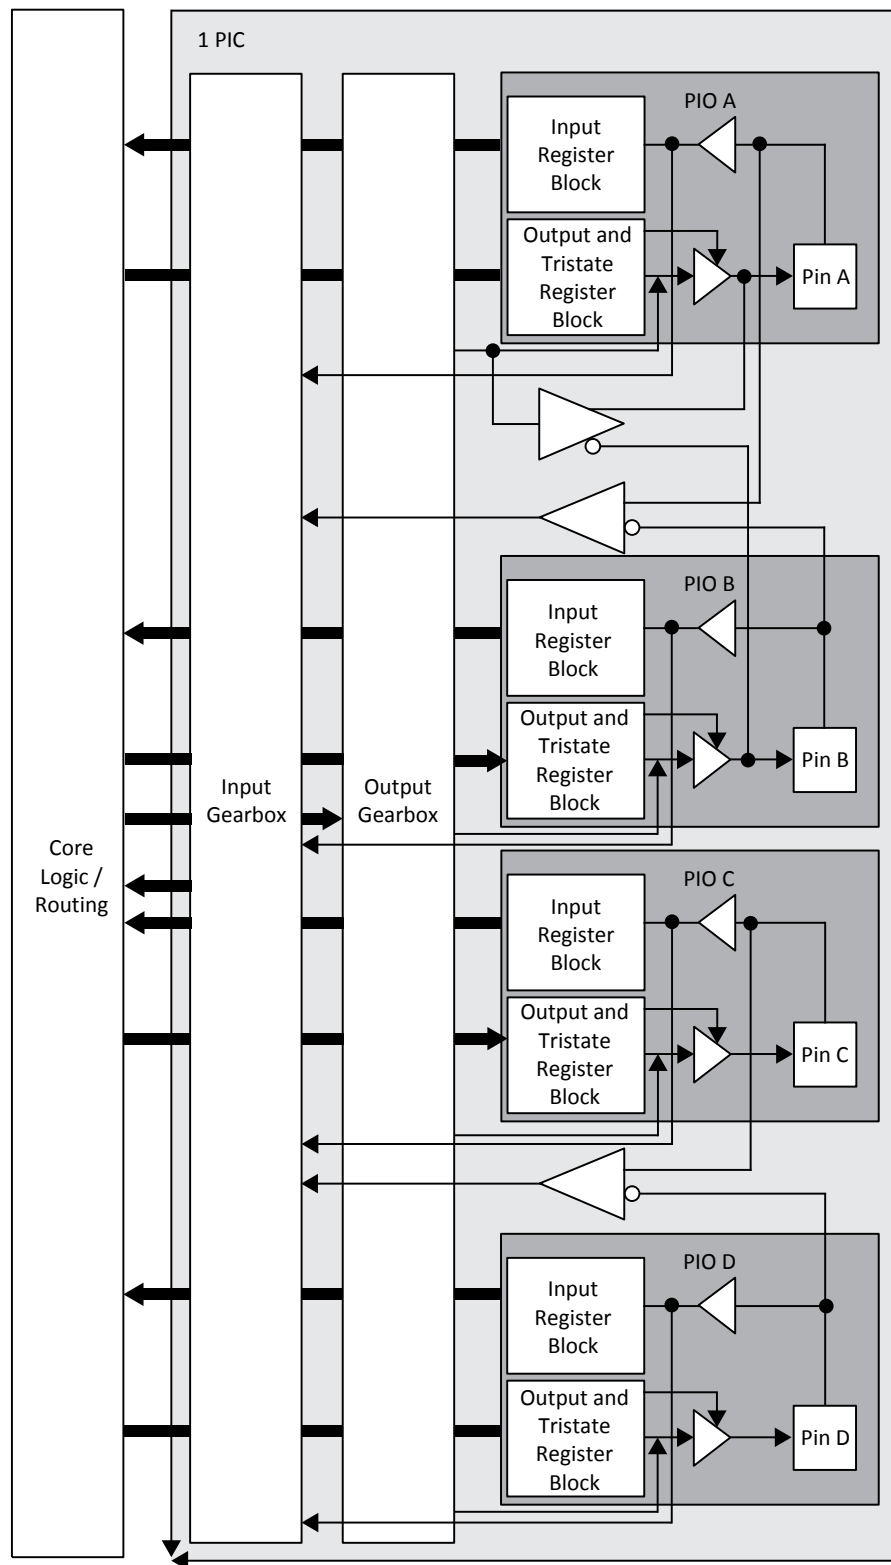 1 PIC
PIO A
Input
Register
Block
Output and
Tristate
Register
Block
Pin A
PIO B
Input
Register
Block
Output and
Tristate
Register
Block
Pin B
Input
Gearbox
Output
Gearbox
Core
Logic /
Routing
PIO C
Input
Register
Block
Output and
Tristate
Register
Block
Pin C
PIO D
Input
Register
Block
Output and
Tristate
Register
Block
Pin D